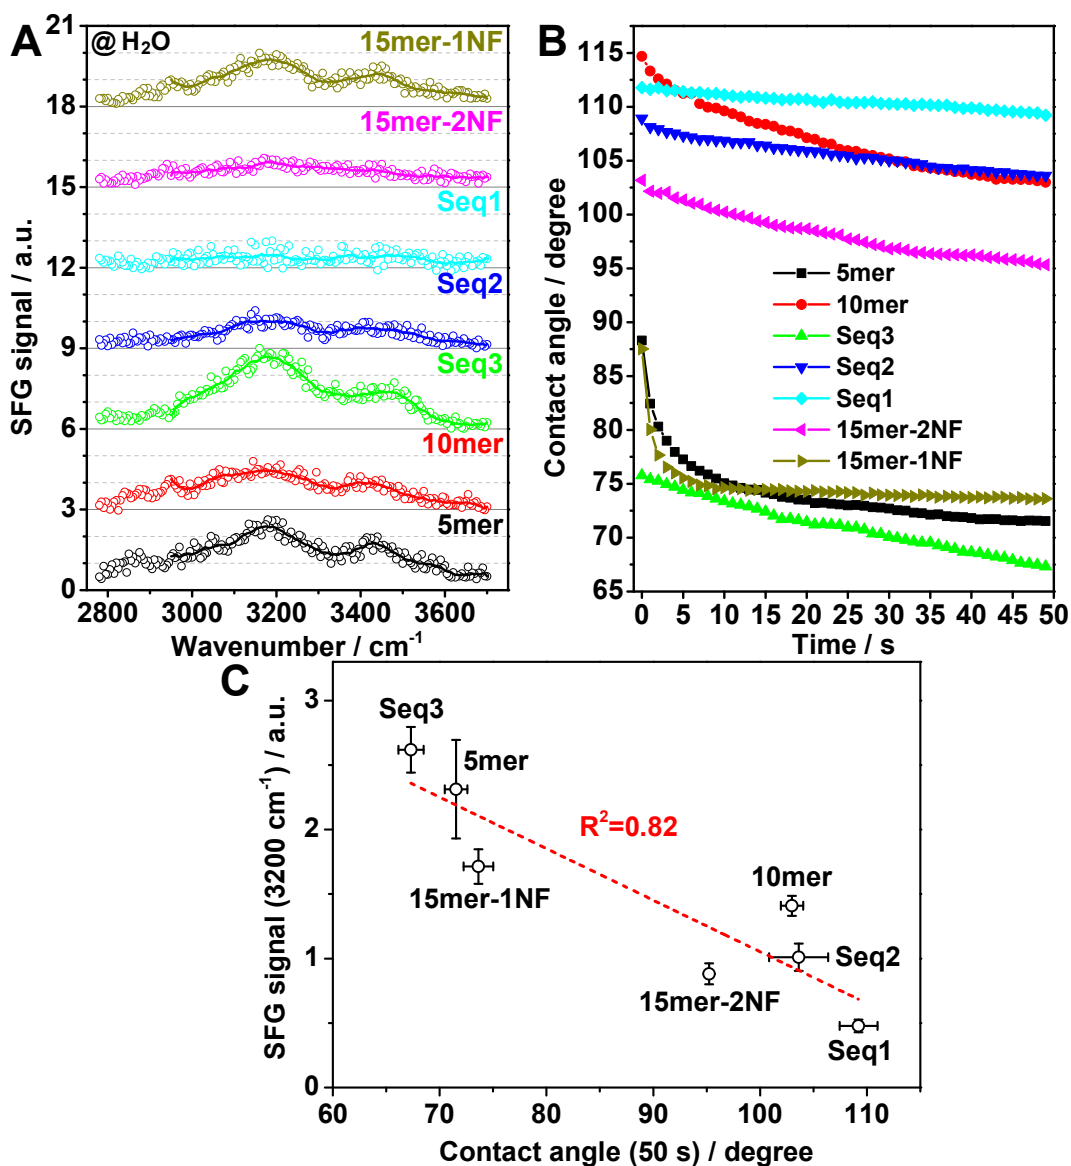 A
@ H₂O
SFG signal / a.u.
21
18
15
12
9
6
3
0
15mer-1NF
15mer-2NF
Seq1
Seq2
Seq3
10mer
5mer
2800 3000 3200 3400 3600
Wavenumber / cm⁻¹
B
Contact angle / degree
115
110
105
100
95
90
85
80
75
70
65
5mer
10mer
Seq3
Seq2
Seq1
15mer-2NF
15mer-1NF
0 5 10 15 20 25 30 35 40 45 50
Time / s
C
SFG signal (3200 cm⁻¹) / a.u.
3
2
1
0
Seq3
5mer
15mer-1NF
R²=0.82
10mer
Seq2
15mer-2NF
Seq1
60 70 80 90 100 110
Contact angle (50 s) / degree